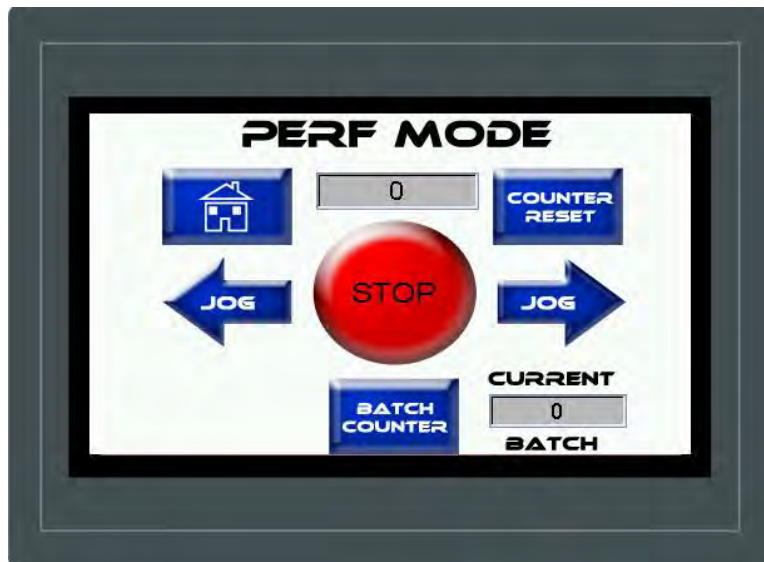 PERF MODE
0
COUNTER
RESET
JOG
STOP
JOG
BATCH
COUNTER
CURRENT
0
BATCH